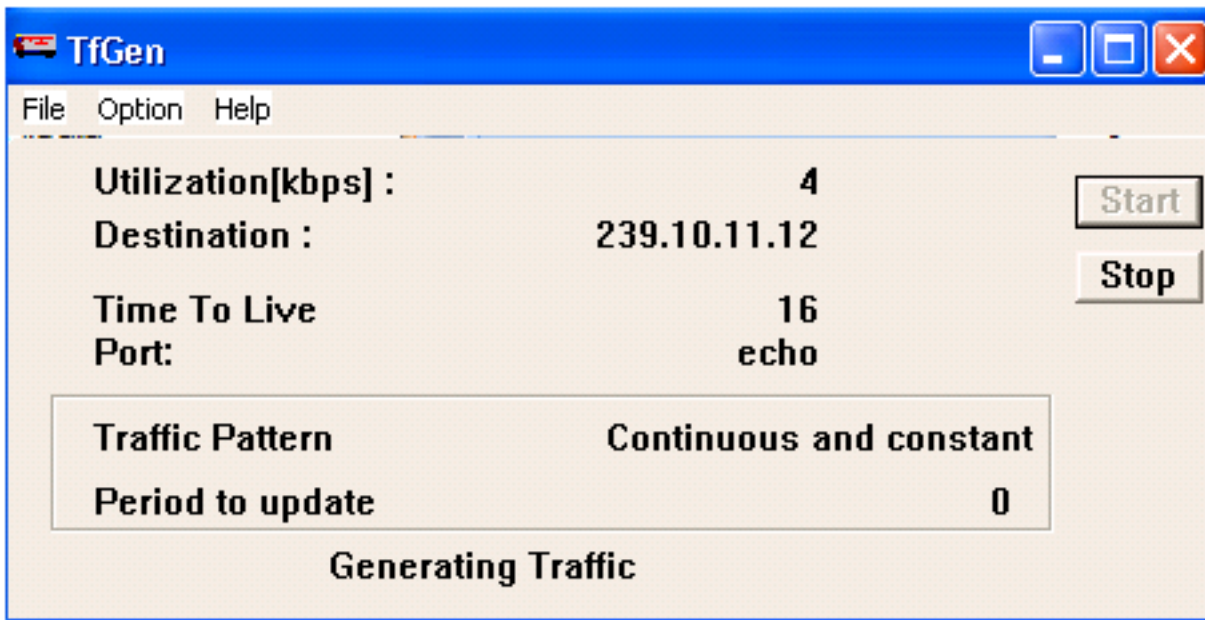 TfGen
File Option Help
Utilization[kbps] : 4
Start
Destination : 239.10.11.12
Stop
Time To Live 16
Port: echo
Traffic Pattern Continuous and constant
Period to update 0
Generating Traffic